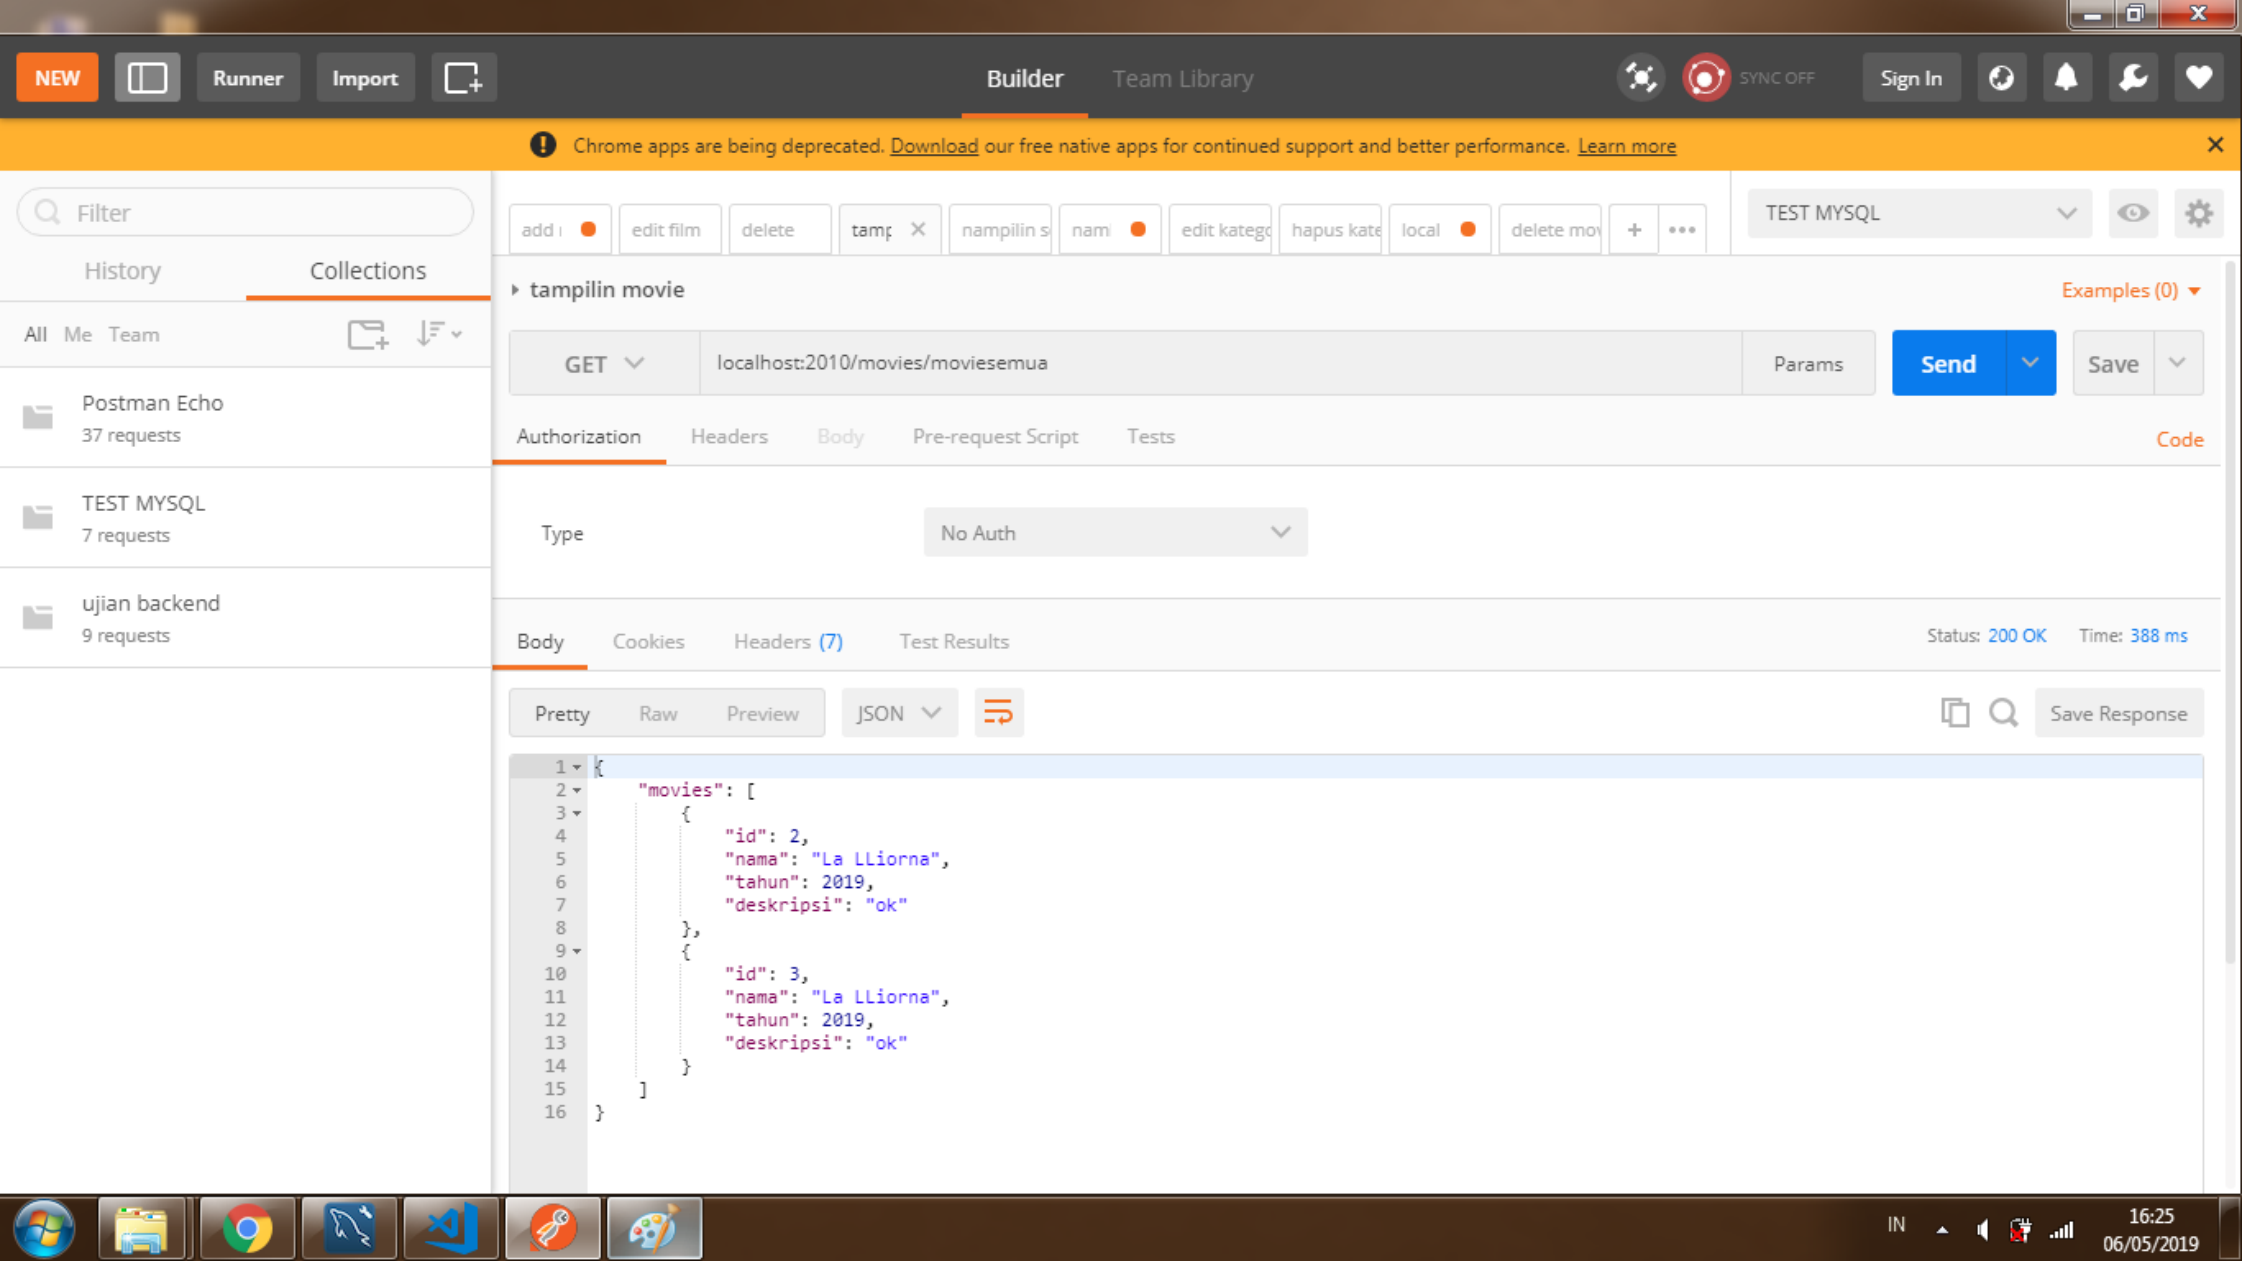 NEW Runner Import Builder Team Library SYNC OFF Sign In
Chrome apps are being deprecated. Download our free native apps for continued support and better performance. Learn more
Filter
History Collections
All Me Team
Postman Echo
37 requests
TEST MYSQL
7 requests
ujian backend
9 requests
add edit film delete tamp nampilin s nam edit katego hapus kate local delete mov + •••
TEST MYSQL
tampilin movie Examples (0)
GET localhost:2010/movies/moviesemua Params Send Save
Authorization Headers Body Pre-request Script Tests Code
Type No Auth
Body Cookies Headers (7) Test Results Status: 200 OK Time: 388 ms
Pretty Raw Preview JSON Save Response
1 {
2 "movies": [
3 {
4 "id": 2,
5 "nama": "La LLiorna",
6 "tahun": 2019,
7 "deskripsi": "ok"
8 },
9 {
10 "id": 3,
11 "nama": "La LLiorna",
12 "tahun": 2019,
13 "deskripsi": "ok"
14 }
15 ]
16 }
IN 16:25
06/05/2019